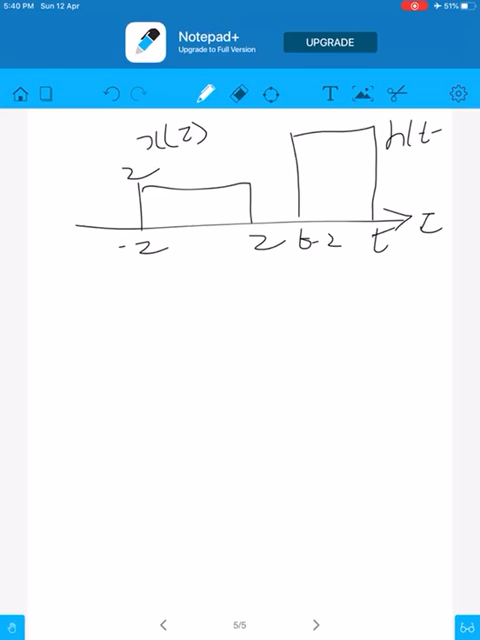 5:40 PM Sun 12 Apr 51%
Notepad+
Upgrade to Full Version
UPGRADE
T
x(τ) h(t-
2
-2 2 t-2 t τ
5/5